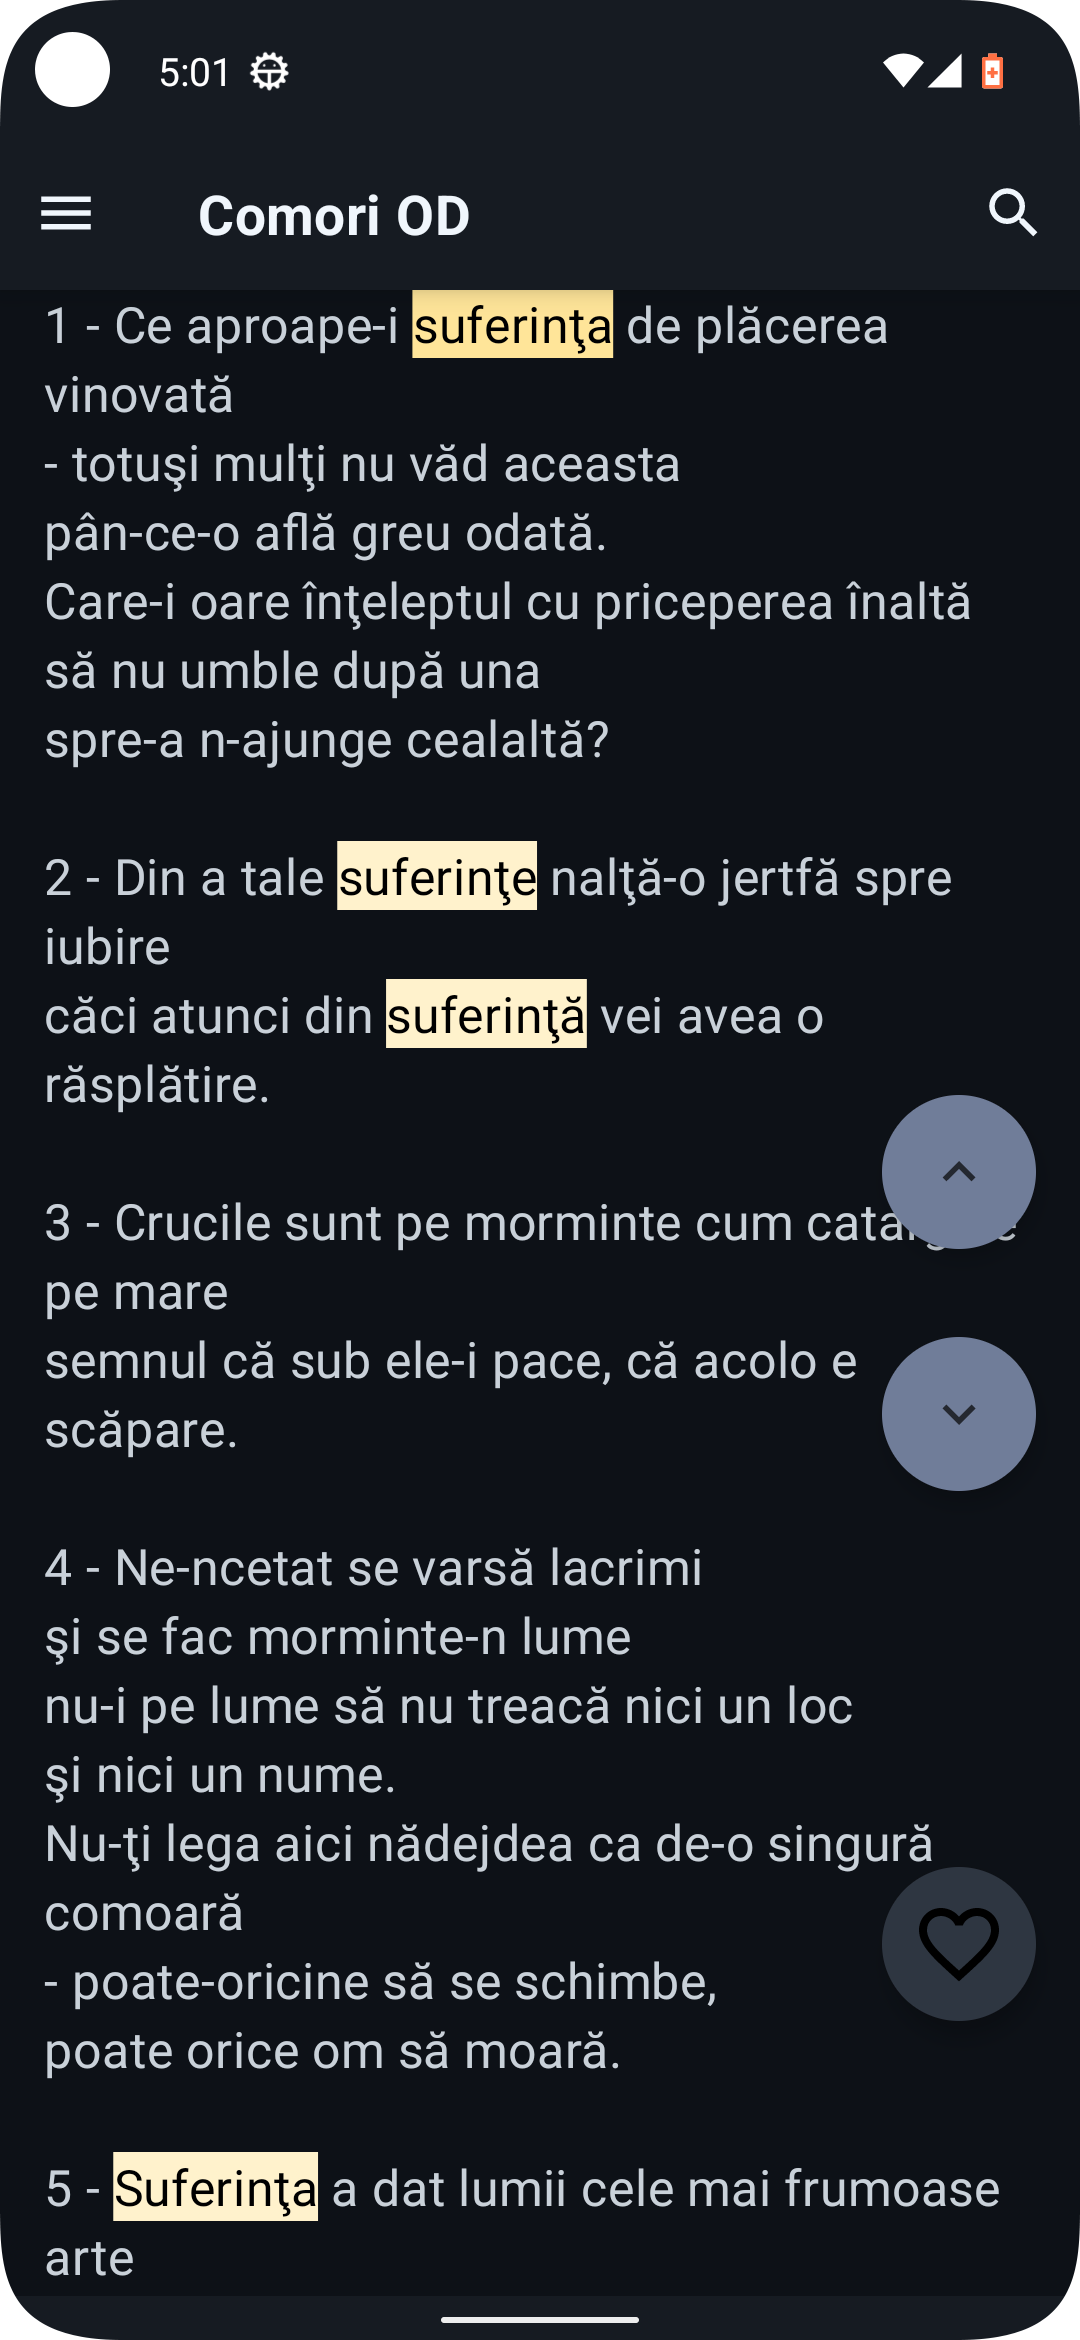 5:01
Comori OD
1 - Ce aproape-i suferinţa de plăcerea
vinovată
- totuşi mulţi nu văd aceasta
pân-ce-o află greu odată.
Care-i oare înţeleptul cu priceperea înaltă
să nu umble după una
spre-a n-ajunge cealaltă?
2 - Din a tale suferinţe nalţă-o jertfă spre
iubire
căci atunci din suferinţă vei avea o
răsplătire.
3 - Crucile sunt pe morminte cum
pe mare
semnul că sub ele-i pace, că acolo e
scăpare.
4 - Ne-ncetat se varsă lacrimi
şi se fac morminte-n lume
nu-i pe lume să nu treacă nici un loc
şi nici un nume.
Nu-ţi lega aici nădejdea ca de-o singură
comoară
- poate-oricine să se schimbe,
poate orice om să moară.
5 - Suferinţa a dat lumii cele mai frumoase
arte